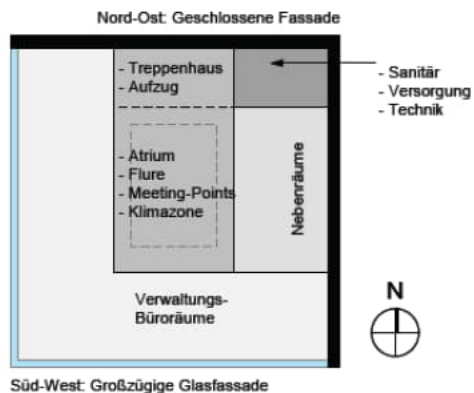 Nord-Ost: Geschlossene Fassade
- Treppenhaus
- Aufzug
- Sanitär
- Versorgung
- Technik
- Atrium
- Flure
- Meeting-Points
- Klimazone
Nebenräume
Verwaltungs-
Büroräume
N
Süd-West: Großzügige Glasfassade